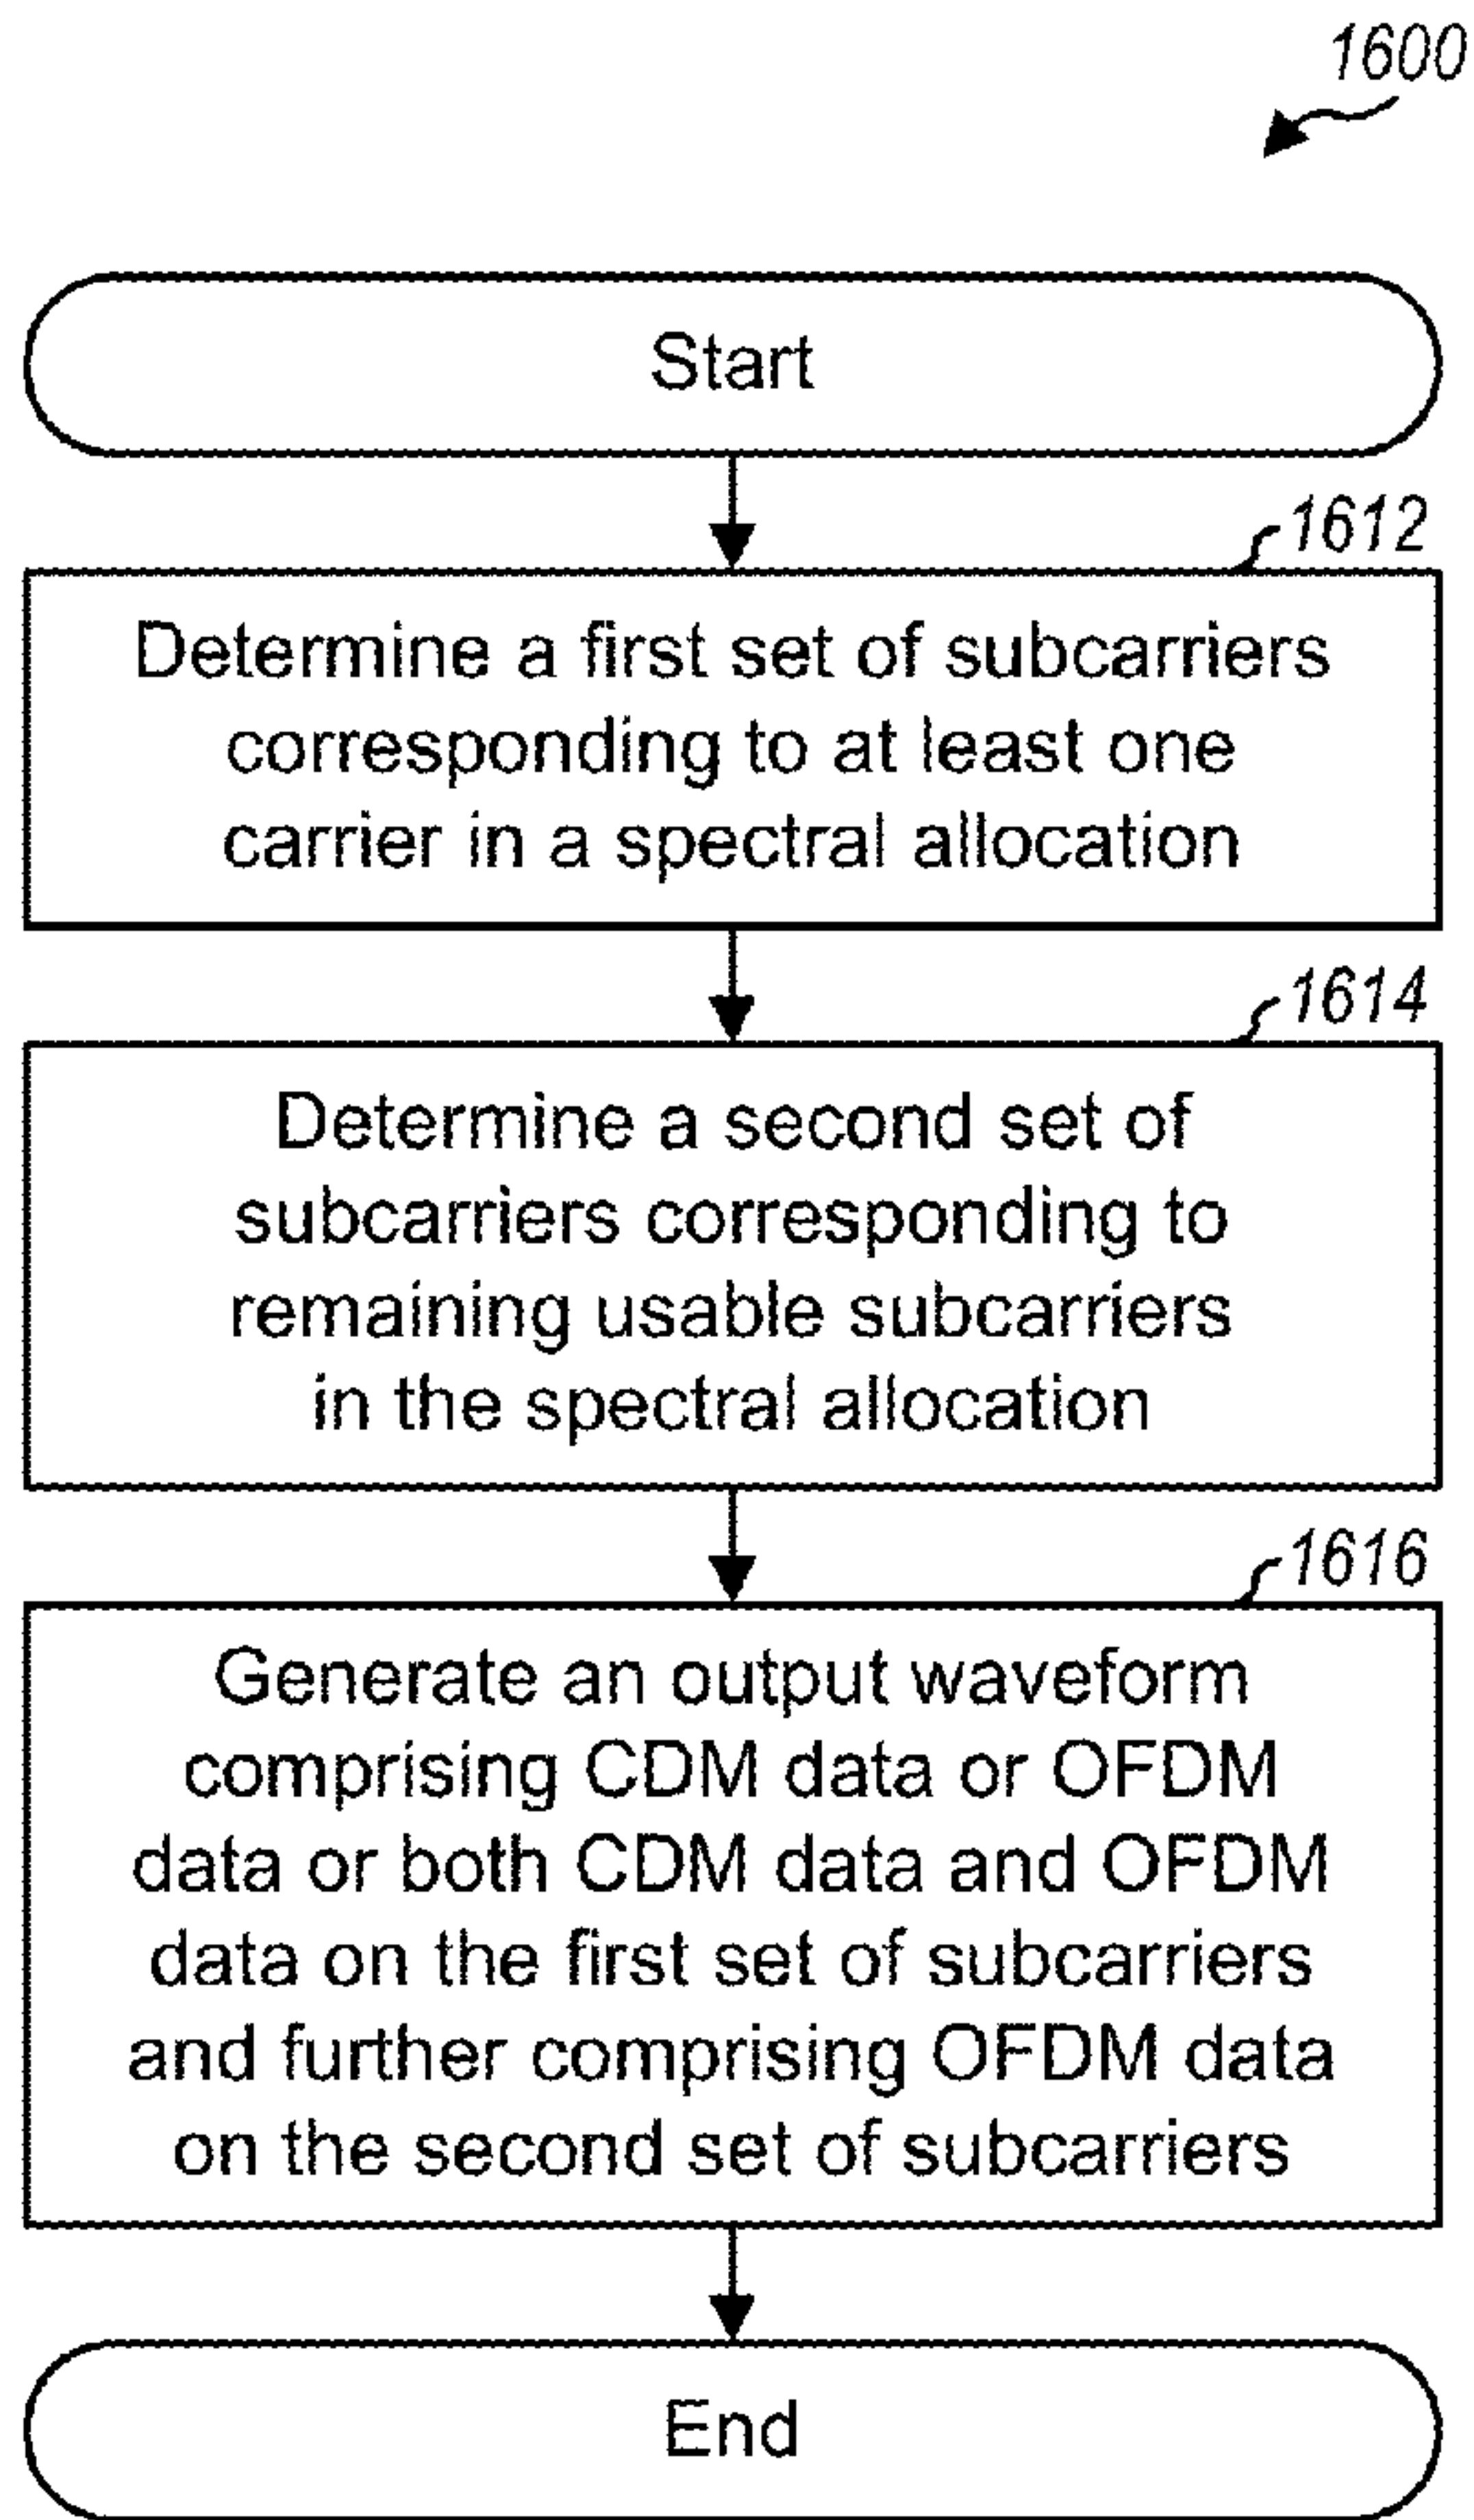 1600
Start
1612
Determine a first set of subcarriers
corresponding to at least one
carrier in a spectral allocation
1614
Determine a second set of
subcarriers corresponding to
remaining usable subcarriers
in the spectral allocation
1616
Generate an output waveform
comprising CDM data or OFDM
data or both CDM data and OFDM
data on the first set of subcarriers
and further comprising OFDM data
on the second set of subcarriers
End